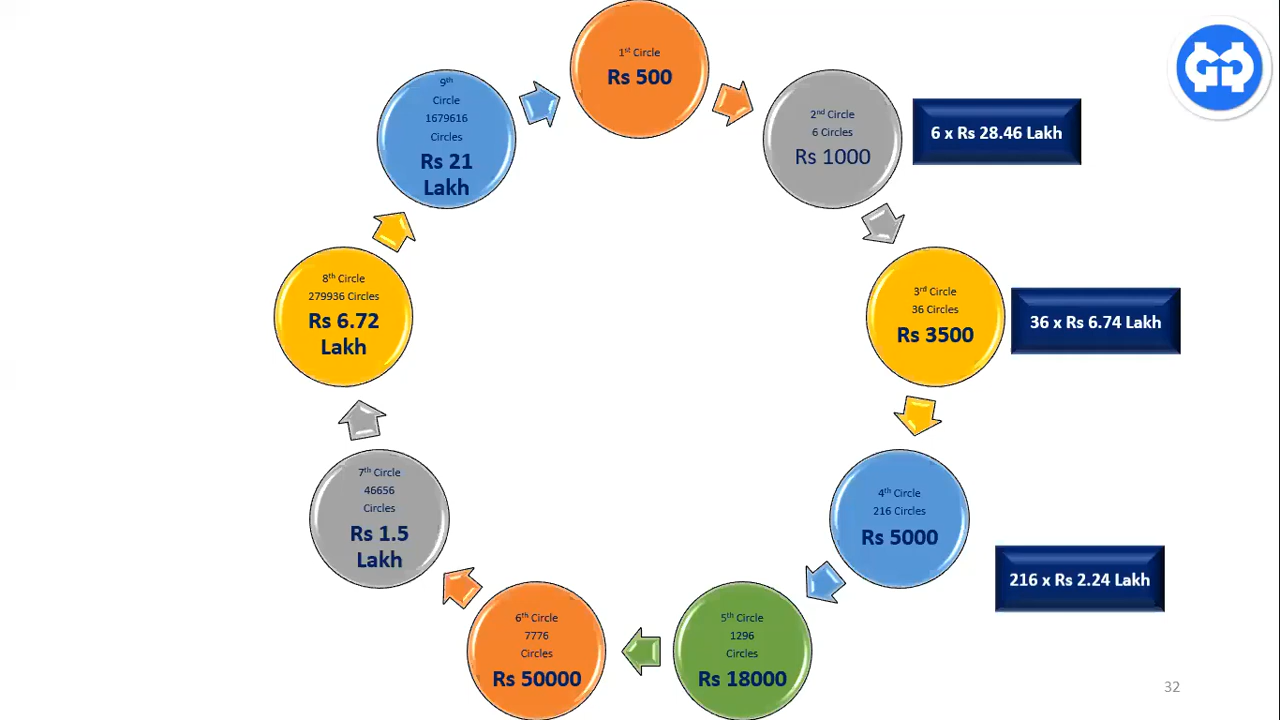 1st Circle
Rs 500
2nd Circle
6 Circles
Rs 1000
6 x Rs 28.46 Lakh
3rd Circle
36 Circles
Rs 3500
36 x Rs 6.74 Lakh
4th Circle
216 Circles
Rs 5000
216 x Rs 2.24 Lakh
5th Circle
1296
Circles
Rs 18000
6th Circle
7776
Circles
Rs 50000
7th Circle
46656
Circles
Rs 1.5
Lakh
8th Circle
279936 Circles
Rs 6.72
Lakh
9th
Circle
1679616
Circles
Rs 21
Lakh
32